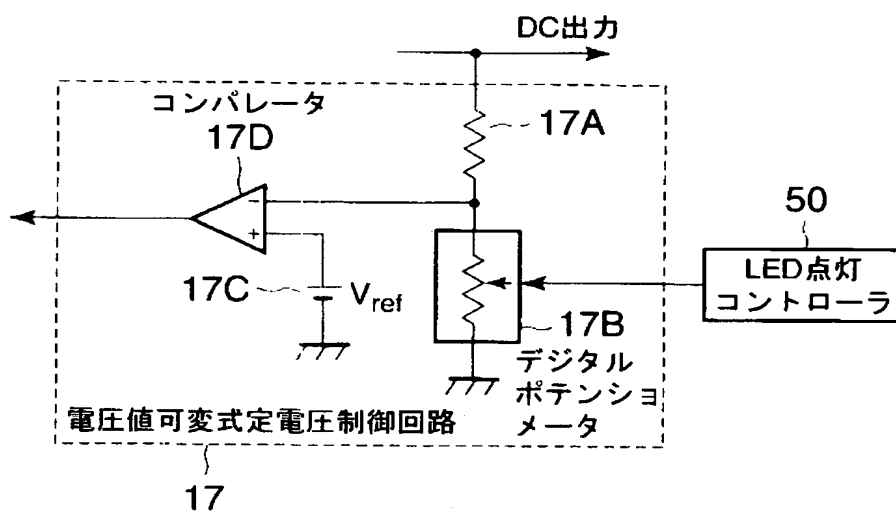 DC出力
コンパレータ
17D
17A
50
LED点灯
コントローラ
17C
Vref
17B
デジタル
ポテンショ
メータ
電圧値可変式定電圧制御回路
17